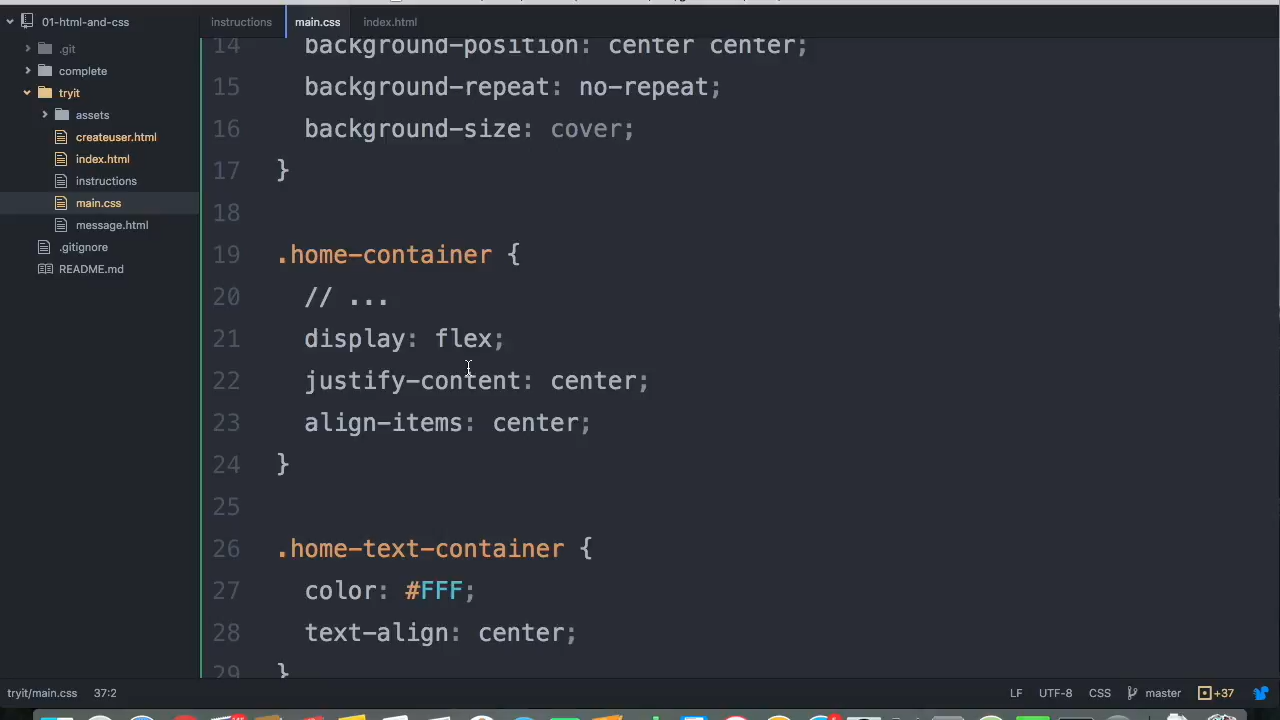 01-html-and-css
.git
complete
tryit
assets
createuser.html
index.html
instructions
main.css
message.html
.gitignore
README.md
instructions
main.css
index.html
14 background-position: center center;
15 background-repeat: no-repeat;
16 background-size: cover;
17 }
18
19 .home-container {
20 // ...
21 display: flex;
22 justify-content: center;
23 align-items: center;
24 }
25
26 .home-text-container {
27 color: #FFF;
28 text-align: center;
29 }
tryit/main.css 37:2
LF UTF-8 CSS master +37